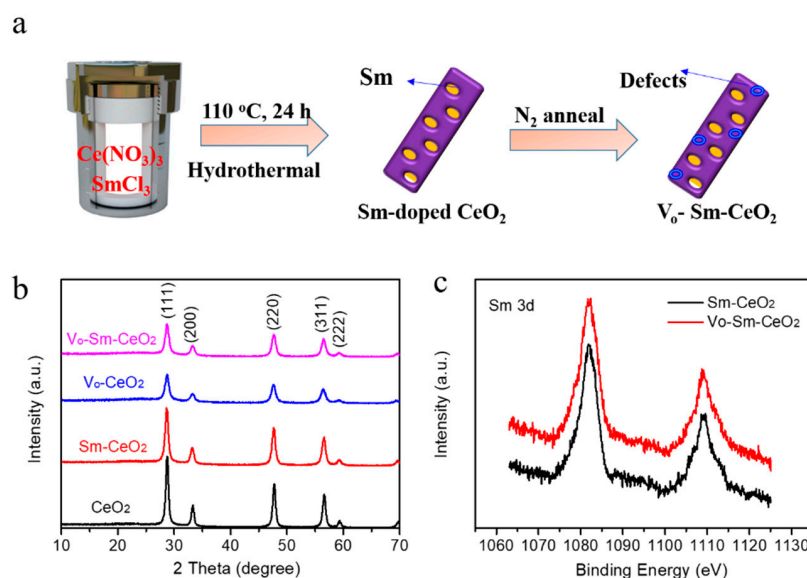 a
Ce(NO₃)₃
SmCl₃
110 °C, 24 h
Hydrothermal
Sm
Sm-doped CeO₂
N₂ anneal
Defects
Vₒ- Sm-CeO₂
b
Intensity (a.u.)
(111)
(200)
(220)
(311)
(222)
Vₒ-Sm-CeO₂
Vₒ-CeO₂
Sm-CeO₂
CeO₂
10 20 30 40 50 60 70
2 Theta (degree)
c
Intensity (a.u.)
Sm 3d
Sm-CeO₂
Vo-Sm-CeO₂
1060 1070 1080 1090 1100 1110 1120 1130
Binding Energy (eV)